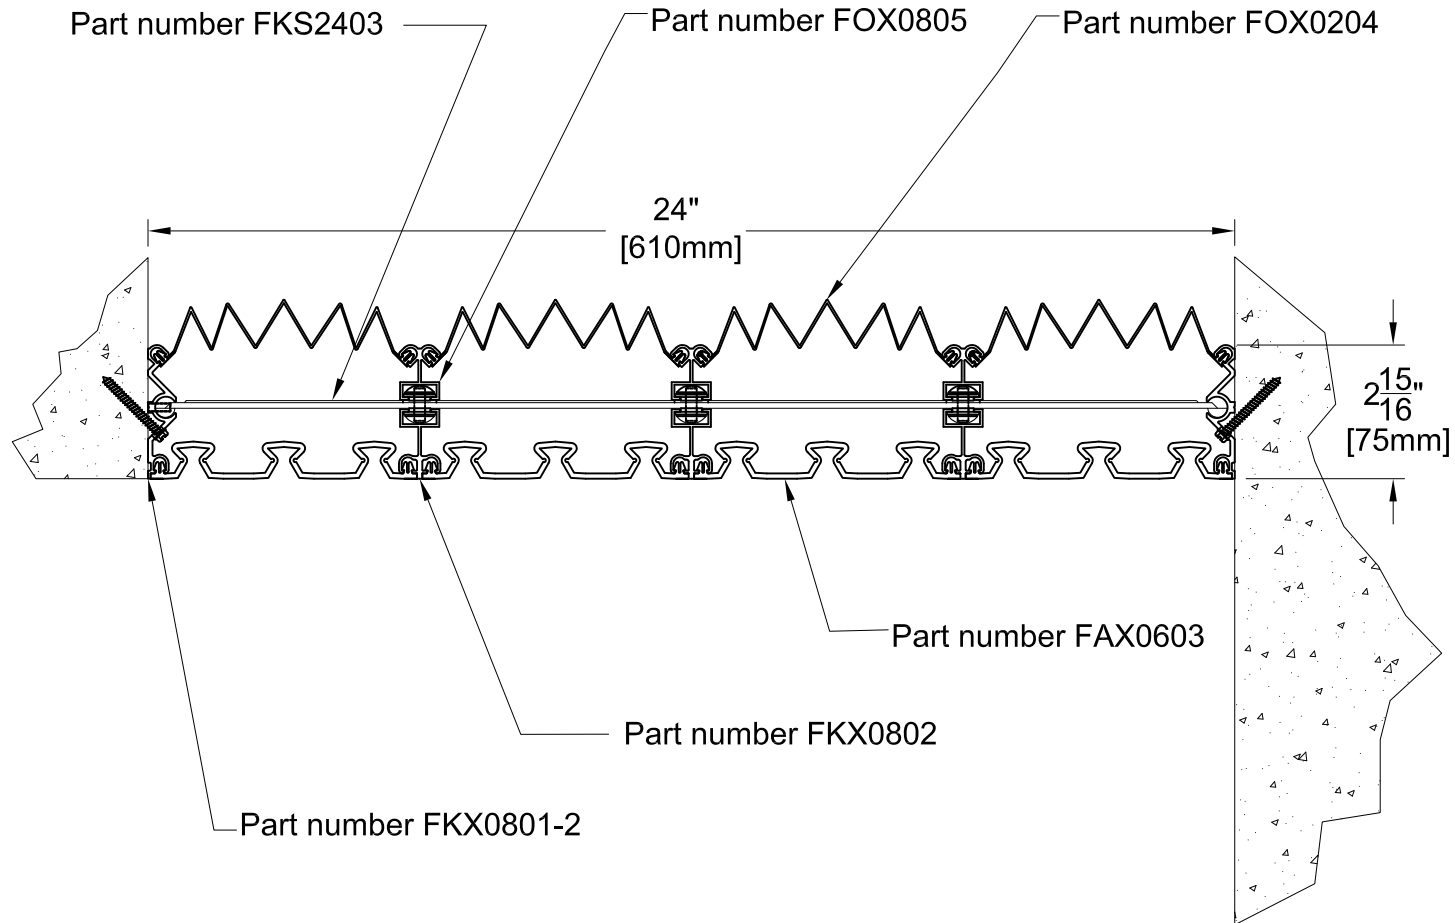 Part number FKS2403
Part number FOX0805
Part number FOX0204
24"
[610mm]
2 15/16"
[75mm]
Part number FAX0603
Part number FKX0802
Part number FKX0801-2